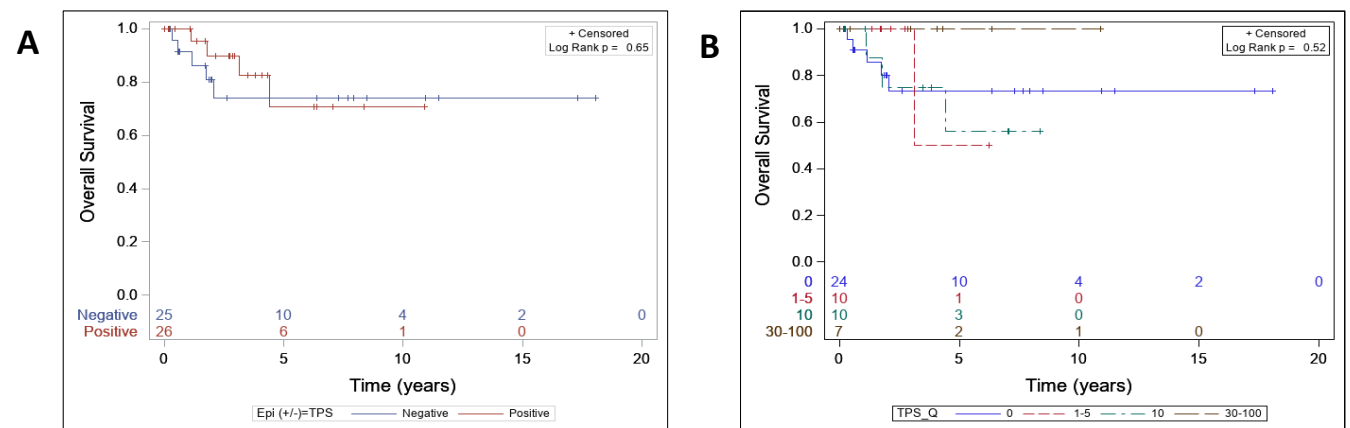 A
1.0
0.8
0.6
0.4
0.2
0.0
Overall Survival
+ Censored
Log Rank p = 0.65
Negative 25 10 4 2 0
Positive 26 6 1 0
0 5 10 15 20
Time (years)
Epi (+/-)=TPS Negative Positive
B
1.0
0.8
0.6
0.4
0.2
0.0
Overall Survival
+ Censored
Log Rank p = 0.52
0 24 10 4 2 0
1-5 10 1 0
10 10 3 0
30-100 7 2 1 0
0 5 10 15 20
Time (years)
TPS_Q 0 1-5 10 30-100